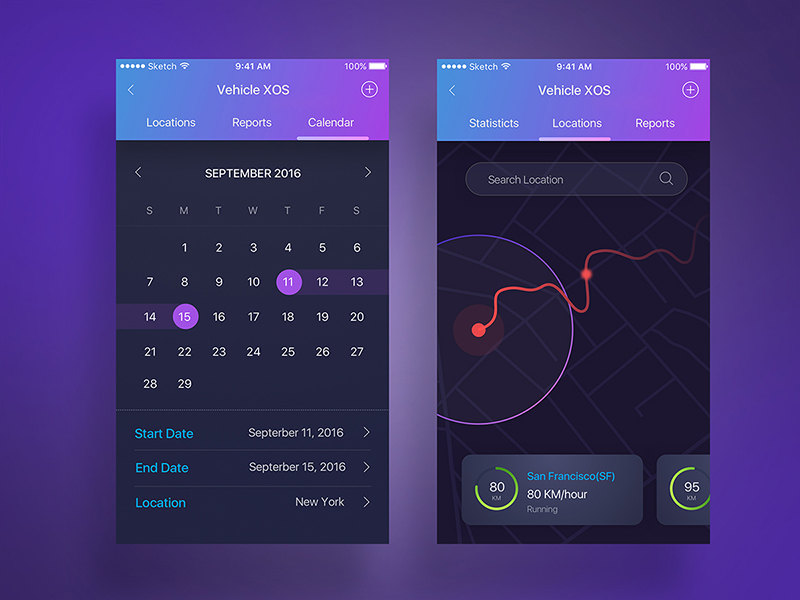 Sketch 9:41 AM 100%
Vehicle XOS
Locations Reports Calendar
SEPTEMBER 2016
S M T W T F S
1 2 3 4 5 6
7 8 9 10 11 12 13
14 15 16 17 18 19 20
21 22 23 24 25 26 27
28 29
Start Date Septerber 11, 2016
End Date Septerber 15, 2016
Location New York
Sketch 9:41 AM 100%
Vehicle XOS
Statisticts Locations Reports
Search Location
80 KM
San Francisco(SF)
80 KM/hour
Running
95 KM